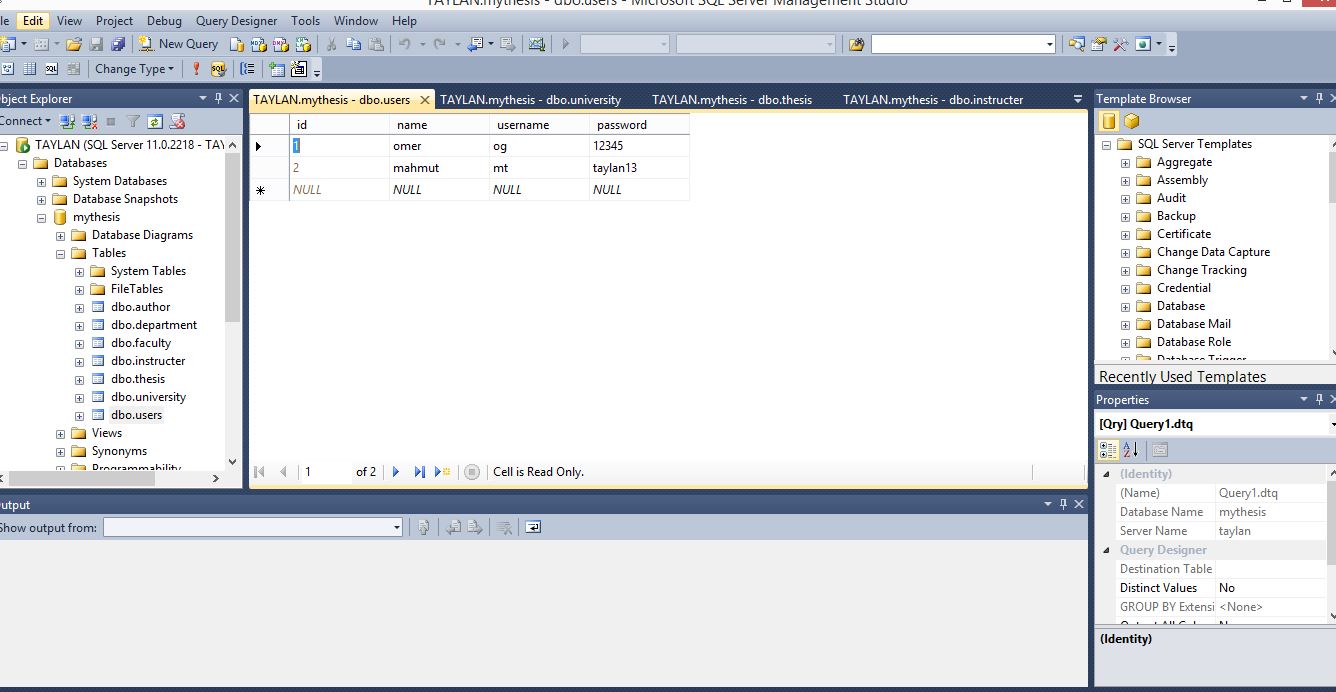 TAYLAN.mythesis - dbo.users - Microsoft SQL Server Management Studio
le Edit View Project Debug Query Designer Tools Window Help
New Query
Change Type
bject Explorer
Connect
TAYLAN (SQL Server 11.0.2218 - TAY
Databases
System Databases
Database Snapshots
mythesis
Database Diagrams
Tables
System Tables
FileTables
dbo.author
dbo.department
dbo.faculty
dbo.instructer
dbo.thesis
dbo.university
dbo.users
Views
Synonyms
Programmability
TAYLAN.mythesis - dbo.users TAYLAN.mythesis - dbo.university TAYLAN.mythesis - dbo.thesis TAYLAN.mythesis - dbo.instructer
id name username password
1 omer og 12345
2 mahmut mt taylan13
NULL NULL NULL NULL
1 of 2 Cell is Read Only.
Template Browser
SQL Server Templates
Aggregate
Assembly
Audit
Backup
Certificate
Change Data Capture
Change Tracking
Credential
Database
Database Mail
Database Role
Database Trigger
Recently Used Templates
Properties
[Qry] Query1.dtq
(Identity)
(Name) Query1.dtq
Database Name mythesis
Server Name taylan
Query Designer
Destination Table
Distinct Values No
GROUP BY Extensi <None>
(Identity)
utput
Show output from: